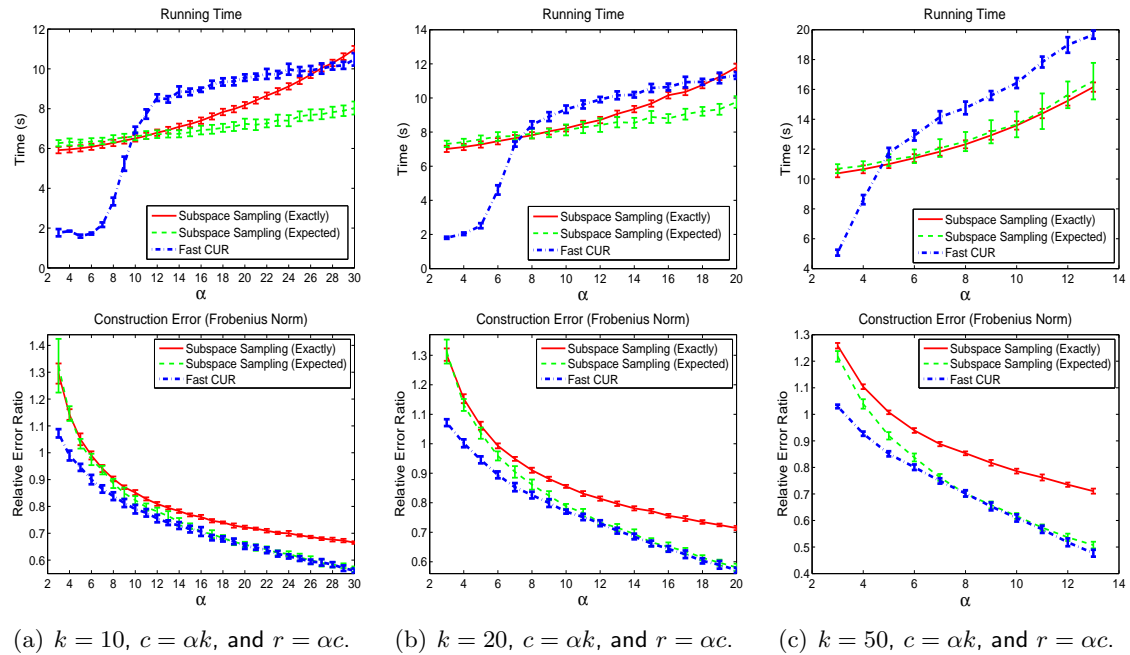 Running Time
12
10
8
6
4
2
0
Time (s)
Subspace Sampling (Exactly)
Subspace Sampling (Expected)
Fast CUR
2 4 6 8 10 12 14 16 18 20 22 24 26 28 30
α
Running Time
14
12
10
8
6
4
2
0
Time (s)
Subspace Sampling (Exactly)
Subspace Sampling (Expected)
Fast CUR
2 4 6 8 10 12 14 16 18 20
α
Running Time
20
18
16
14
12
10
8
6
4
Time (s)
Subspace Sampling (Exactly)
Subspace Sampling (Expected)
Fast CUR
2 4 6 8 10 12 14
α
Construction Error (Frobenius Norm)
1.4
1.3
1.2
1.1
1
0.9
0.8
0.7
0.6
Relative Error Ratio
Subspace Sampling (Exactly)
Subspace Sampling (Expected)
Fast CUR
2 4 6 8 10 12 14 16 18 20 22 24 26 28 30
α
Construction Error (Frobenius Norm)
1.3
1.2
1.1
1
0.9
0.8
0.7
0.6
Relative Error Ratio
Subspace Sampling (Exactly)
Subspace Sampling (Expected)
Fast CUR
2 4 6 8 10 12 14 16 18 20
α
Construction Error (Frobenius Norm)
1.3
1.2
1.1
1
0.9
0.8
0.7
0.6
0.5
0.4
Relative Error Ratio
Subspace Sampling (Exactly)
Subspace Sampling (Expected)
Fast CUR
2 4 6 8 10 12 14
α
(a) k = 10, c = αk, and r = αc.
(b) k = 20, c = αk, and r = αc.
(c) k = 50, c = αk, and r = αc.